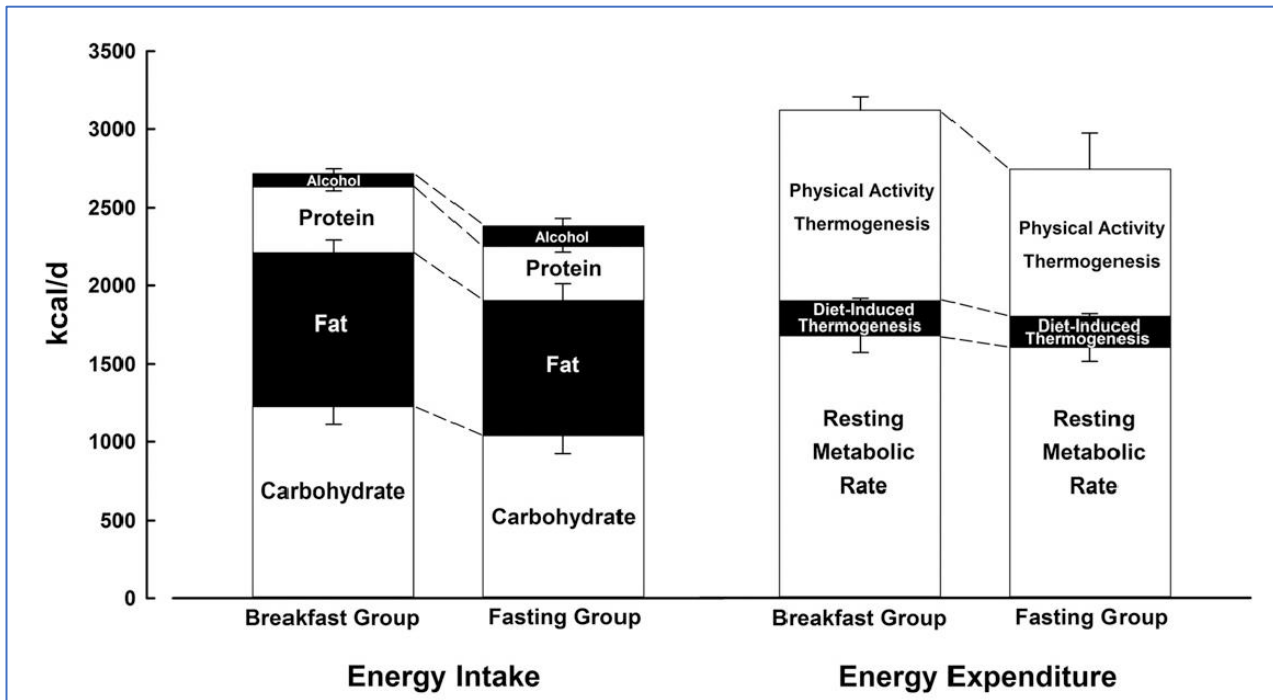 kcal/d
3500
3000
2500
2000
1500
1000
500
0
Alcohol
Protein
Fat
Carbohydrate
Breakfast Group
Alcohol
Protein
Fat
Carbohydrate
Fasting Group
Energy Intake
Physical Activity
Thermogenesis
Diet-Induced
Thermogenesis
Resting
Metabolic
Rate
Breakfast Group
Physical Activity
Thermogenesis
Diet-Induced
Thermogenesis
Resting
Metabolic
Rate
Fasting Group
Energy Expenditure